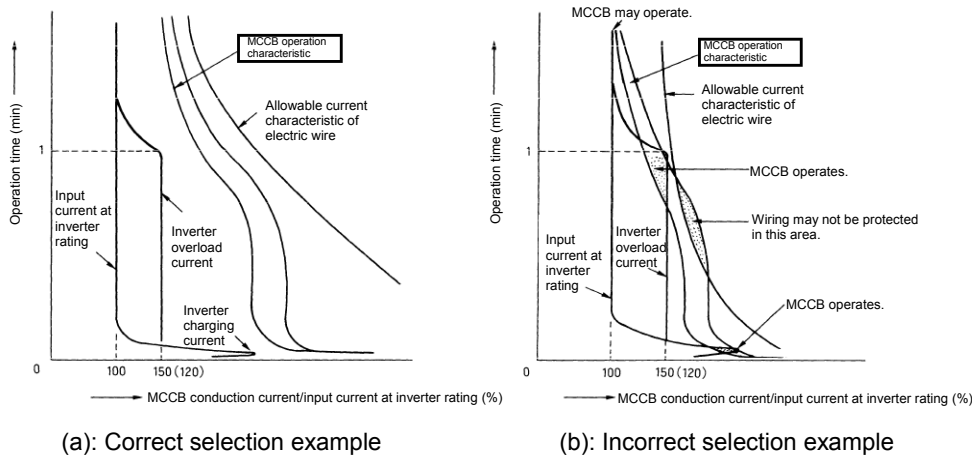 Operation time (min)
MCCB operation
characteristic
Allowable current
characteristic of
electric wire
1
Input
current at
inverter
rating
Inverter
overload
current
Inverter
charging
current
0
100
150 (120)
MCCB conduction current/input current at inverter rating (%)
(a): Correct selection example
MCCB may operate.
Operation time (min)
MCCB operation
characteristic
Allowable current
characteristic of
electric wire
1
MCCB operates.
Wiring may not be protected
in this area.
Input
current at
inverter
rating
Inverter
overload
current
MCCB operates.
0
100
150 (120)
MCCB conduction current/input current at inverter rating (%)
(b): Incorrect selection example